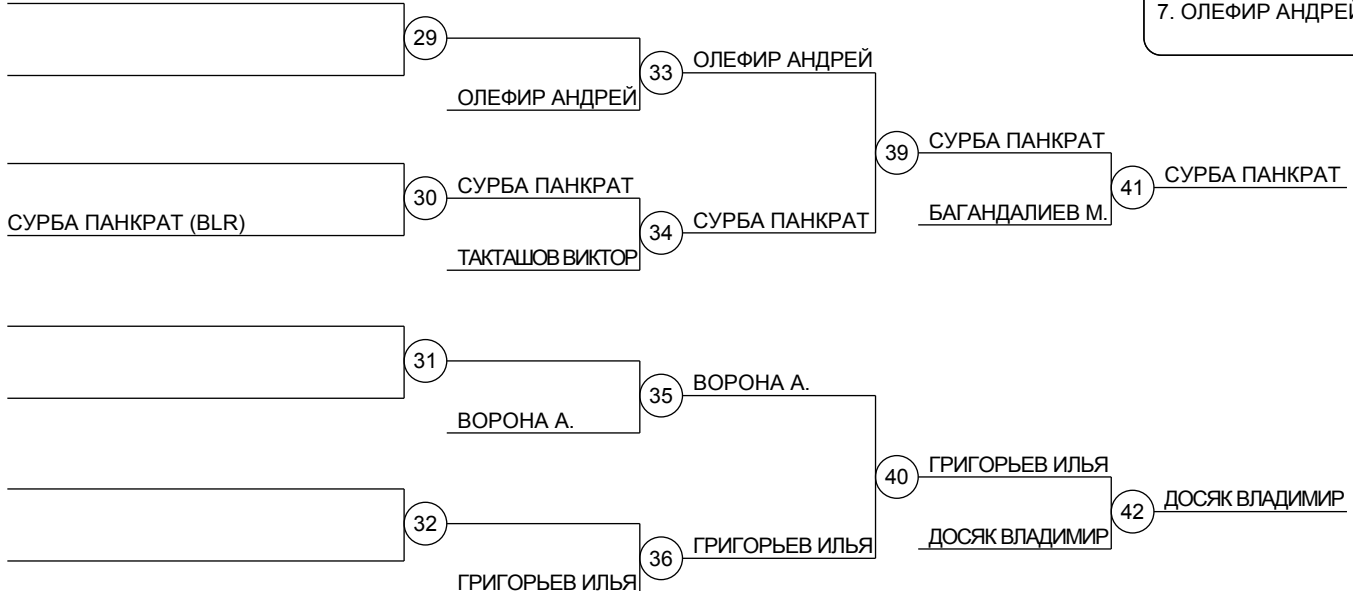 7. ОЛЕФИР АНДРЕЙ
29
33
ОЛЕФИР АНДРЕЙ
ОЛЕФИР АНДРЕЙ
39
СУРБА ПАНКРАТ
41
СУРБА ПАНКРАТ
30
СУРБА ПАНКРАТ
СУРБА ПАНКРАТ (BLR)
34
СУРБА ПАНКРАТ
БАГАНДАЛИЕВ М.
ТАКТАШОВ ВИКТОР
31
35
ВОРОНА А.
ВОРОНА А.
40
ГРИГОРЬЕВ ИЛЬЯ
42
ДОСЯК ВЛАДИМИР
32
36
ГРИГОРЬЕВ ИЛЬЯ
ДОСЯК ВЛАДИМИР
ГРИГОРЬЕВ ИЛЬЯ